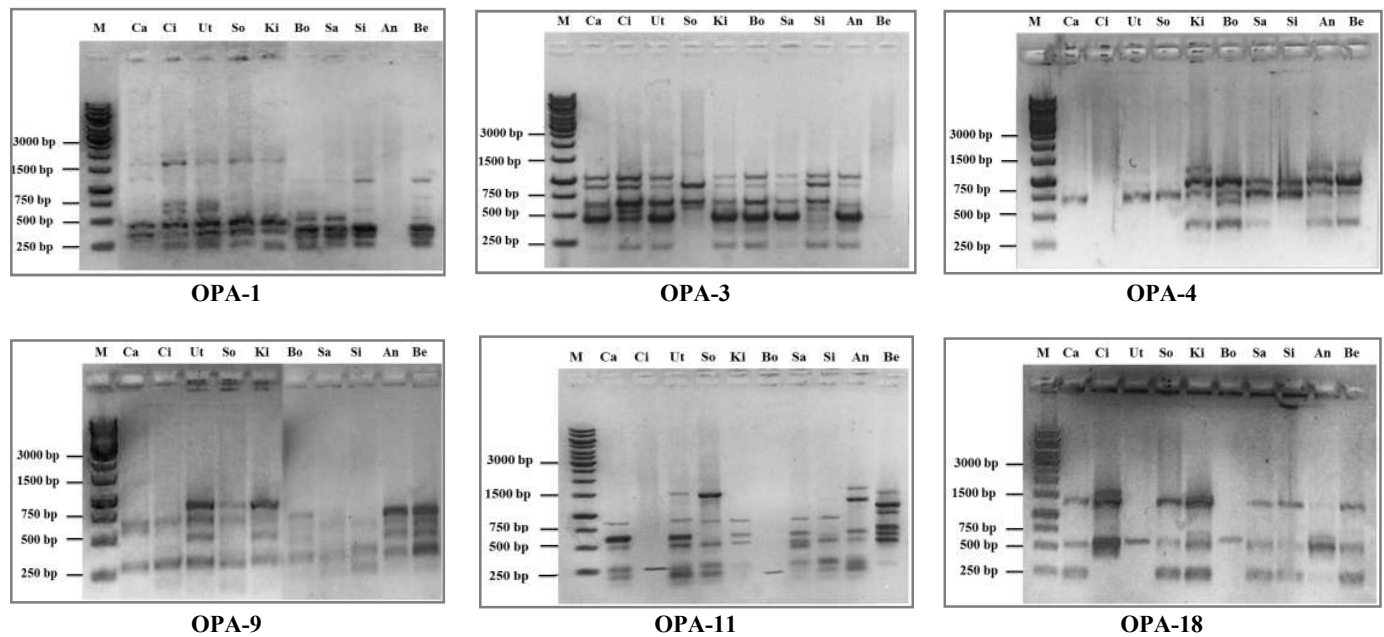 M Ca Ci Ut So Ki Bo Sa Si An Be
3000 bp
1500 bp
750 bp
500 bp
250 bp
OPA-1
M Ca Ci Ut So Ki Bo Sa Si An Be
3000 bp
1500 bp
750 bp
500 bp
250 bp
OPA-3
M Ca Ci Ut So Ki Bo Sa Si An Be
3000 bp
1500 bp
750 bp
500 bp
250 bp
OPA-4
M Ca Ci Ut So Ki Bo Sa Si An Be
3000 bp
1500 bp
750 bp
500 bp
250 bp
OPA-9
M Ca Ci Ut So Ki Bo Sa Si An Be
3000 bp
1500 bp
750 bp
500 bp
250 bp
OPA-11
M Ca Ci Ut So Ki Bo Sa Si An Be
3000 bp
1500 bp
750 bp
500 bp
250 bp
OPA-18